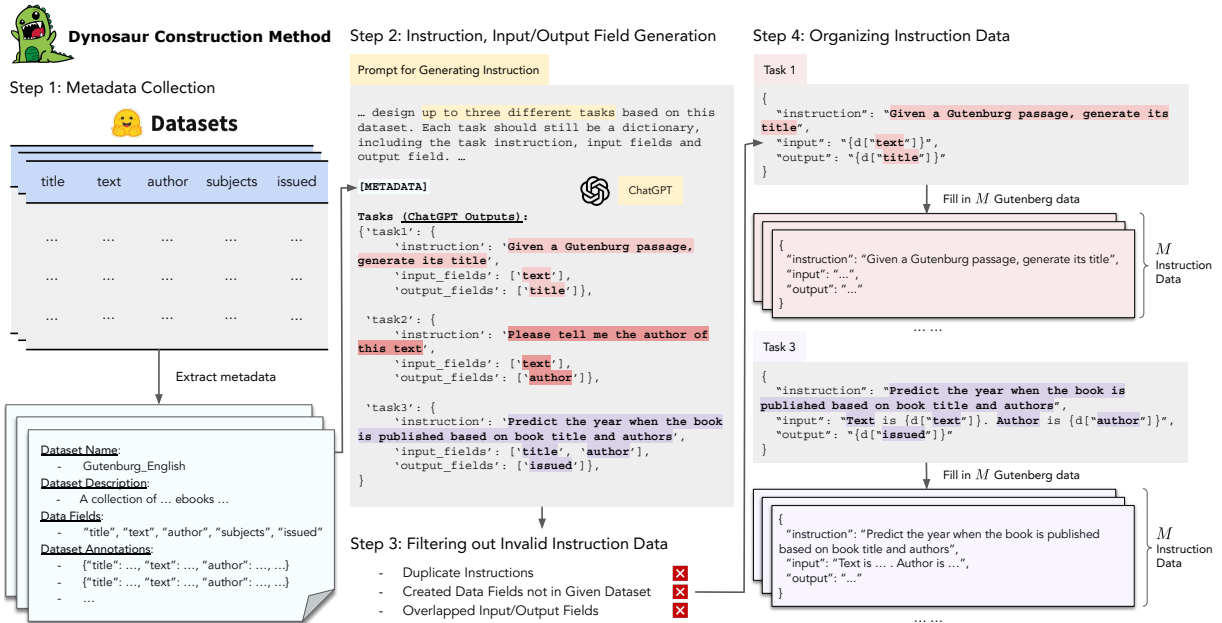 Dynosaur Construction Method
Step 1: Metadata Collection
Datasets
title text author subjects issued
... ... ... ... ...
... ... ... ... ...
... ... ... ... ...
Extract metadata
Dataset Name:
- Gutenburg_English
Dataset Description:
- A collection of ... ebooks ...
Data Fields:
- “title”, “text”, “author”, “subjects”, “issued”
Dataset Annotations:
- {“title”: ..., “text”: ..., “author”: ..., ...}
- {“title”: ..., “text”: ..., “author”: ..., ...}
- ...
Step 2: Instruction, Input/Output Field Generation
Prompt for Generating Instruction
… design up to three different tasks based on this
dataset. Each task should still be a dictionary,
including the task instruction, input fields and
output field. …
[METADATA]
ChatGPT
Tasks (ChatGPT Outputs):
{‘task1’: {
‘instruction’: ‘Given a Gutenburg passage,
generate its title’,
‘input_fields’: [‘text’],
‘output_fields’: [‘title’]},
‘task2’: {
‘instruction’: ‘Please tell me the author of
this text’,
‘input_fields’: [‘text’],
‘output_fields’: [‘author’]},
‘task3’: {
‘instruction’: ‘Predict the year when the book
is published based on book title and authors’,
‘input_fields’: [‘title’, ‘author’],
‘output_fields’: [‘issued’]},
}
Step 3: Filtering out Invalid Instruction Data
- Duplicate Instructions
- Created Data Fields not in Given Dataset
- Overlapped Input/Output Fields
Step 4: Organizing Instruction Data
Task 1
{
“instruction”: “Given a Gutenburg passage, generate its
title”,
“input”: “{d[“text”]}”,
“output”: “{d[“title”]}”
}
Fill in M Gutenberg data
{
“instruction”: “Given a Gutenburg passage, generate its title”,
“input”: “...”,
“output”: “...”
}
M
Instruction
Data
... ...
Task 3
{
“instruction”: “Predict the year when the book is
published based on book title and authors”,
“input”: “Text is {d[“text”]}. Author is {d[“author”]}”,
“output”: “{d[“issued”]}”
}
Fill in M Gutenberg data
{
“instruction”: “Predict the year when the book is published
based on book title and authors”,
“input”: “Text is ... . Author is ...”,
“output”: “...”
}
M
Instruction
Data
... ...